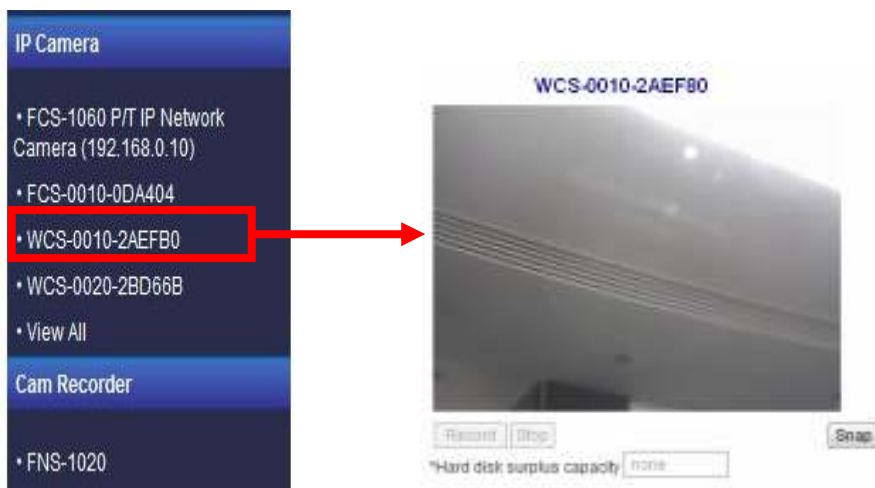 IP Camera
• FCS-1060 P/T IP Network
Camera (192.168.0.10)
• FCS-0010-0DA404
• WCS-0010-2AEFB0
• WCS-0020-2BD66B
• View All
Cam Recorder
• FNS-1020
WCS-0010-2AEFB0
Record Stop
Snap
*Hard disk surplus capacity none